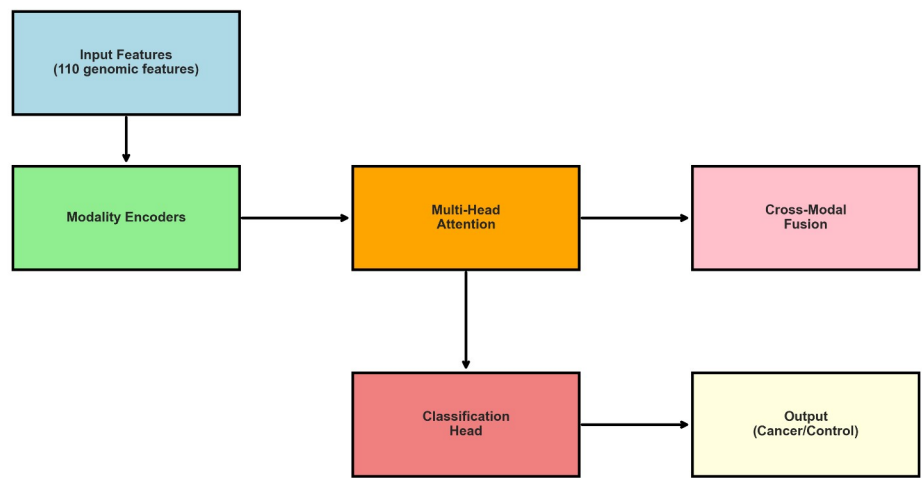 Input Features
(110 genomic features)
Modality Encoders
Multi-Head
Attention
Cross-Modal
Fusion
Classification
Head
Output
(Cancer/Control)